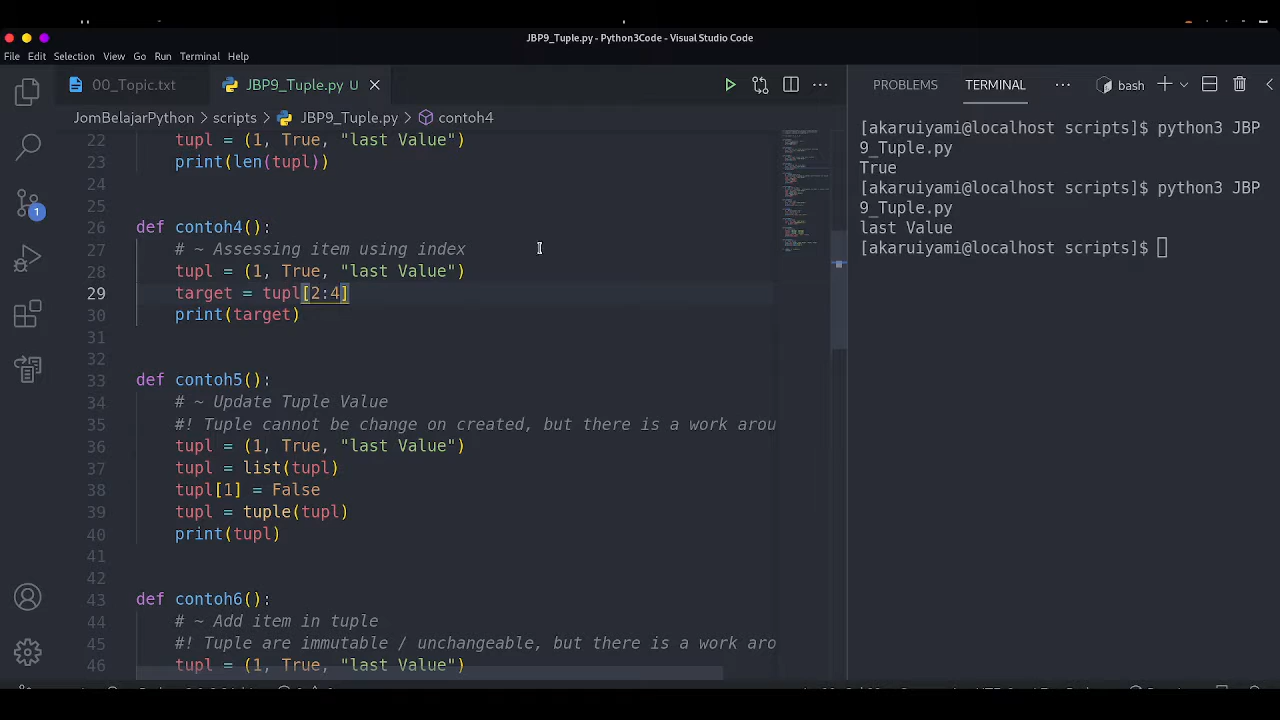 JBP9_Tuple.py - Python3Code - Visual Studio Code
File Edit Selection View Go Run Terminal Help
00_Topic.txt JBP9_Tuple.py U
JomBelajarPython > scripts > JBP9_Tuple.py > contoh4
22 tupl = (1, True, "last Value")
23 print(len(tupl))
24
25
26 def contoh4():
27 # ~ Assessing item using index
28 tupl = (1, True, "last Value")
29 target = tupl[2:4]
30 print(target)
31
32
33 def contoh5():
34 # ~ Update Tuple Value
35 #! Tuple cannot be change on created, but there is a work arou
36 tupl = (1, True, "last Value")
37 tupl = list(tupl)
38 tupl[1] = False
39 tupl = tuple(tupl)
40 print(tupl)
41
42
43 def contoh6():
44 # ~ Add item in tuple
45 #! Tuple are immutable / unchangeable, but there is a work aro
46 tupl = (1, True, "last Value")
1
PROBLEMS TERMINAL ··· bash
[akaruiyami@localhost scripts]$ python3 JBP
9_Tuple.py
True
[akaruiyami@localhost scripts]$ python3 JBP
9_Tuple.py
last Value
[akaruiyami@localhost scripts]$